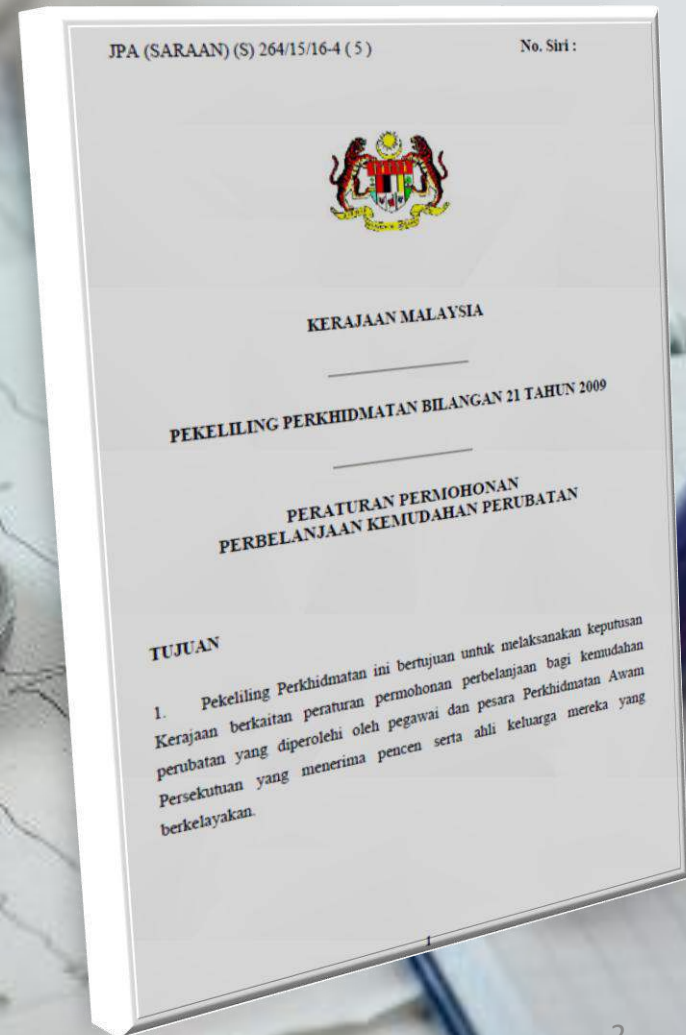 JPA (SARAAN) (S) 264/15/16-4 ( 5 )
No. Siri :
KERAJAAN MALAYSIA
PEKELILING PERKHIDMATAN BILANGAN 21 TAHUN 2009
PERATURAN PERMOHONAN
PERBELANJAAN KEMUDAHAN PERUBATAN
TUJUAN
1. Pekeliling Perkhidmatan ini bertujuan untuk melaksanakan keputusan
Kerajaan berkaitan peraturan permohonan perbelanjaan bagi kemudahan
perubatan yang diperolehi oleh pegawai dan pesara Perkhidmatan Awam
Persekutuan yang menerima pencen serta ahli keluarga mereka yang
berkelayakan.
1
2